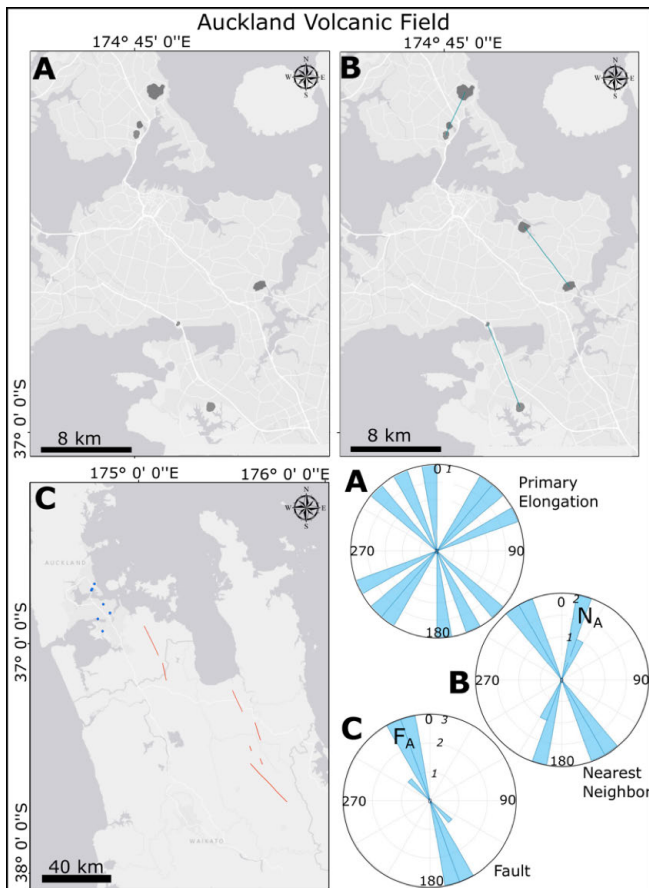 Auckland Volcanic Field
174° 45' 0''E
174° 45' 0''E
A
N
W E
S
B
N
W E
S
37° 0' 0''S
8 km
8 km
175° 0' 0''E
176° 0' 0''E
C
N
W E
S
AUCKLAND
37° 0' 0''S
WAIKATO
38° 0' 0''S
40 km
A
0 1
Primary
Elongation
270
90
180
B
0
2
N_A
1
270
90
180
Nearest
Neighbor
C
0 3
F_A
2
1
270
90
180
Fault